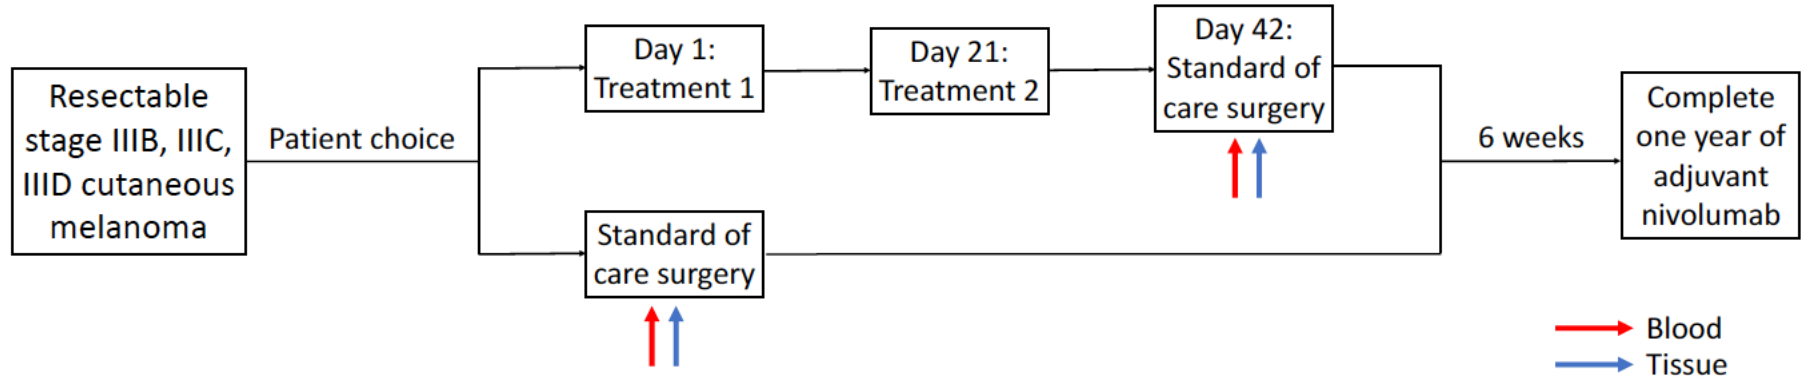 Resectable
stage IIIB, IIIC,
IIID cutaneous
melanoma
Patient choice
Day 1:
Treatment 1
Day 21:
Treatment 2
Day 42:
Standard of
care surgery
Standard of
care surgery
6 weeks
Complete
one year of
adjuvant
nivolumab
Blood
Tissue